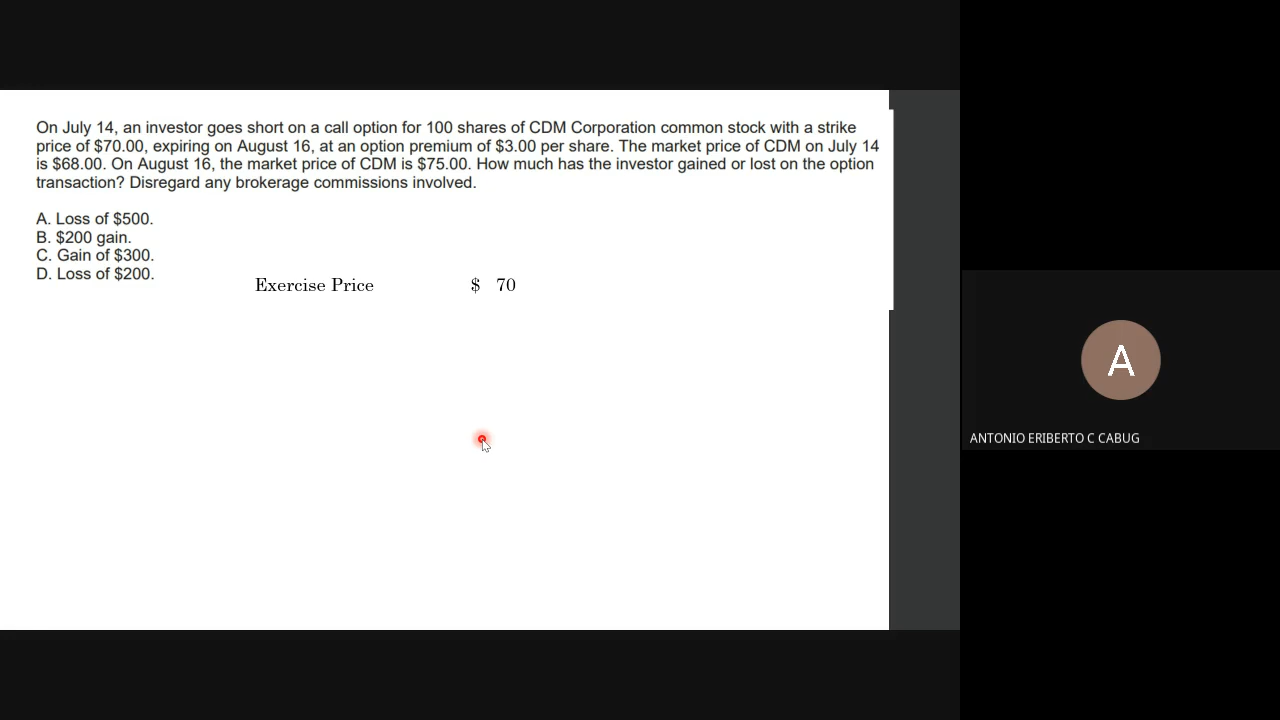 On July 14, an investor goes short on a call option for 100 shares of CDM Corporation common stock with a strike
price of $70.00, expiring on August 16, at an option premium of $3.00 per share. The market price of CDM on July 14
is $68.00. On August 16, the market price of CDM is $75.00. How much has the investor gained or lost on the option
transaction? Disregard any brokerage commissions involved.
A. Loss of $500.
B. $200 gain.
C. Gain of $300.
D. Loss of $200.
Exercise Price $ 70
A
ANTONIO ERIBERTO C CABUG